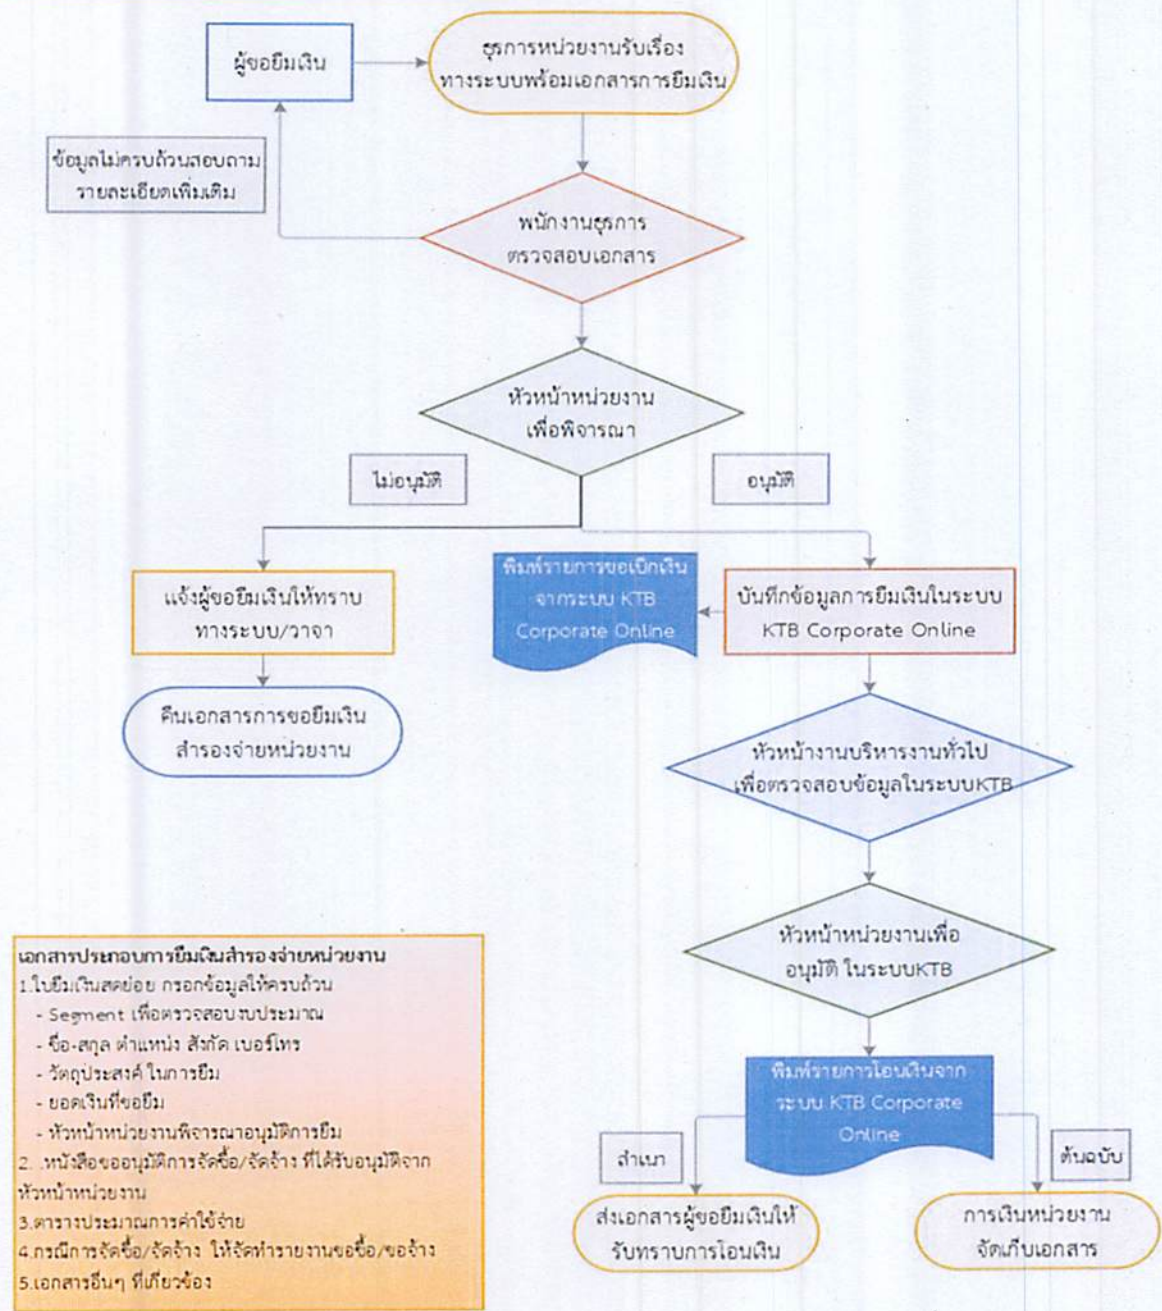 ผู้ขอยืมเงิน
ธุรการหน่วยงานรับเรื่อง
ทางระบบพร้อมเอกสารการยืมเงิน
ข้อมูลไม่ครบถ้วนสอบถาม
รายละเอียดเพิ่มเติม
พนักงานธุรการ
ตรวจสอบเอกสาร
หัวหน้าหน่วยงาน
เพื่อพิจารณา
ไม่อนุมัติ
อนุมัติ
แจ้งผู้ขอยืมเงินให้ทราบ
ทางระบบ/วาจา
พิมพ์รายการขอเบิกเงิน
จากระบบ KTB
Corporate Online
บันทึกข้อมูลการยืมเงินในระบบ
KTB Corporate Online
คืนเอกสารการขอยืมเงิน
สำรองจ่ายหน่วยงาน
หัวหน้างานบริหารงานทั่วไป
เพื่อตรวจสอบข้อมูลในระบบKTB
หัวหน้าหน่วยงานเพื่อ
อนุมัติ ในระบบKTB
พิมพ์รายการโอนเงินจาก
ระบบ KTB Corporate
Online
สำเนา
ต้นฉบับ
ส่งเอกสารผู้ขอยืมเงินให้
รับทราบการโอนเงิน
การเงินหน่วยงาน
จัดเก็บเอกสาร
เอกสารประกอบการยืมเงินสำรองจ่ายหน่วยงาน
1.ใบยืมเงินสดย่อย กรอกข้อมูลให้ครบถ้วน
- Segment เพื่อตรวจสอบงบประมาณ
- ชื่อ-สกุล ตำแหน่ง สังกัด เบอร์โทร
- วัตถุประสงค์ ในการยืม
- ยอดเงินที่ขอยืม
- หัวหน้าหน่วยงานพิจารณาอนุมัติการยืม
2. .หนังสือขออนุมัติการจัดซื้อ/จัดจ้าง ที่ได้รับอนุมัติจาก
หัวหน้าหน่วยงาน
3.ตารางประมาณการค่าใช้จ่าย
4.กรณีการจัดซื้อ/จัดจ้าง ให้จัดทำรายงานขอซื้อ/ขอจ้าง
5.เอกสารอื่นๆ ที่เกี่ยวข้อง